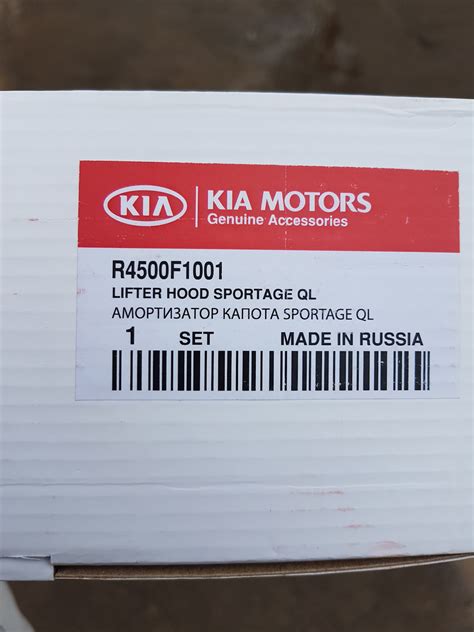 KIA
KIA MOTORS
Genuine Accessories
R4500F1001
LIFTER HOOD SPORTAGE QL
АМОРТИЗАТОР КАПОТА SPORTAGE QL
1 SET MADE IN RUSSIA